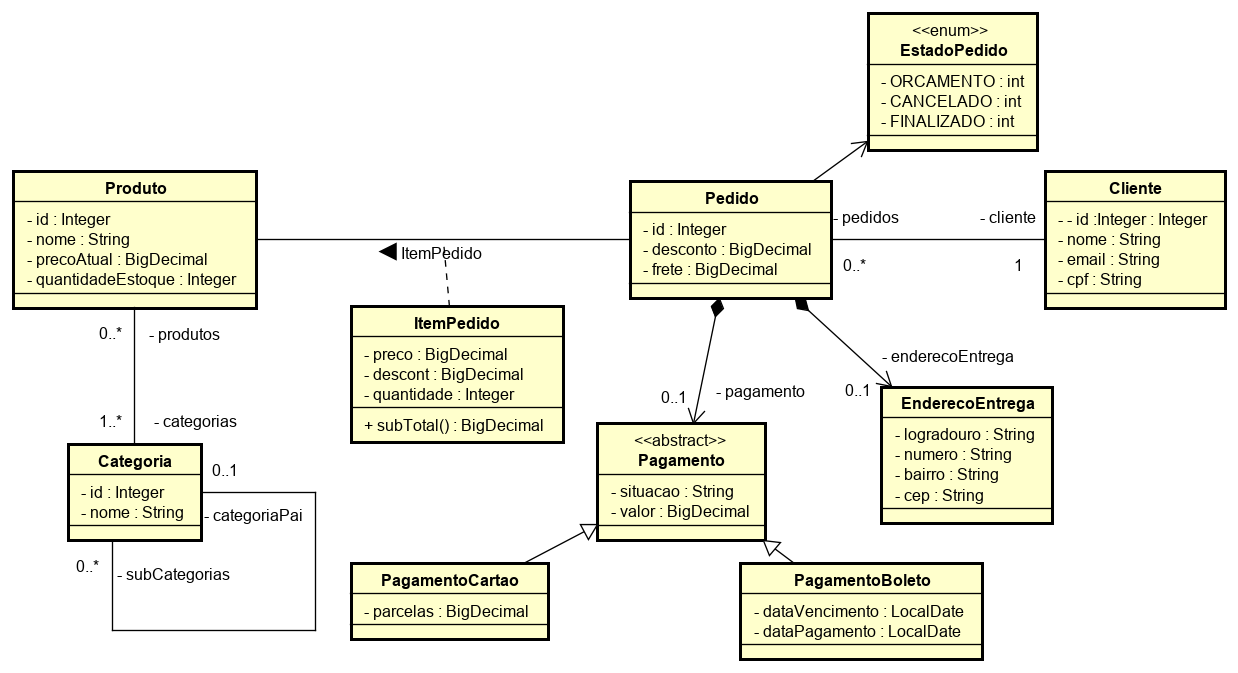 <<enum>>
EstadoPedido
- ORCAMENTO : int
- CANCELADO : int
- FINALIZADO : int
Produto
- id : Integer
- nome : String
- precoAtual : BigDecimal
- quantidadeEstoque : Integer
ItemPedido
Pedido
- id : Integer
- desconto : BigDecimal
- frete : BigDecimal
- pedidos
0..*
- cliente
1
Cliente
- - id :Integer : Integer
- nome : String
- email : String
- cpf : String
0..*
- produtos
1..*
- categorias
ItemPedido
- preco : BigDecimal
- descont : BigDecimal
- quantidade : Integer
+ subTotal() : BigDecimal
0..1
- pagamento
- enderecoEntrega
0..1
EnderecoEntrega
- logradouro : String
- numero : String
- bairro : String
- cep : String
Categoria
- id : Integer
- nome : String
0..1
- categoriaPai
0..*
- subCategorias
<<abstract>>
Pagamento
- situacao : String
- valor : BigDecimal
PagamentoCartao
- parcelas : BigDecimal
PagamentoBoleto
- dataVencimento : LocalDate
- dataPagamento : LocalDate